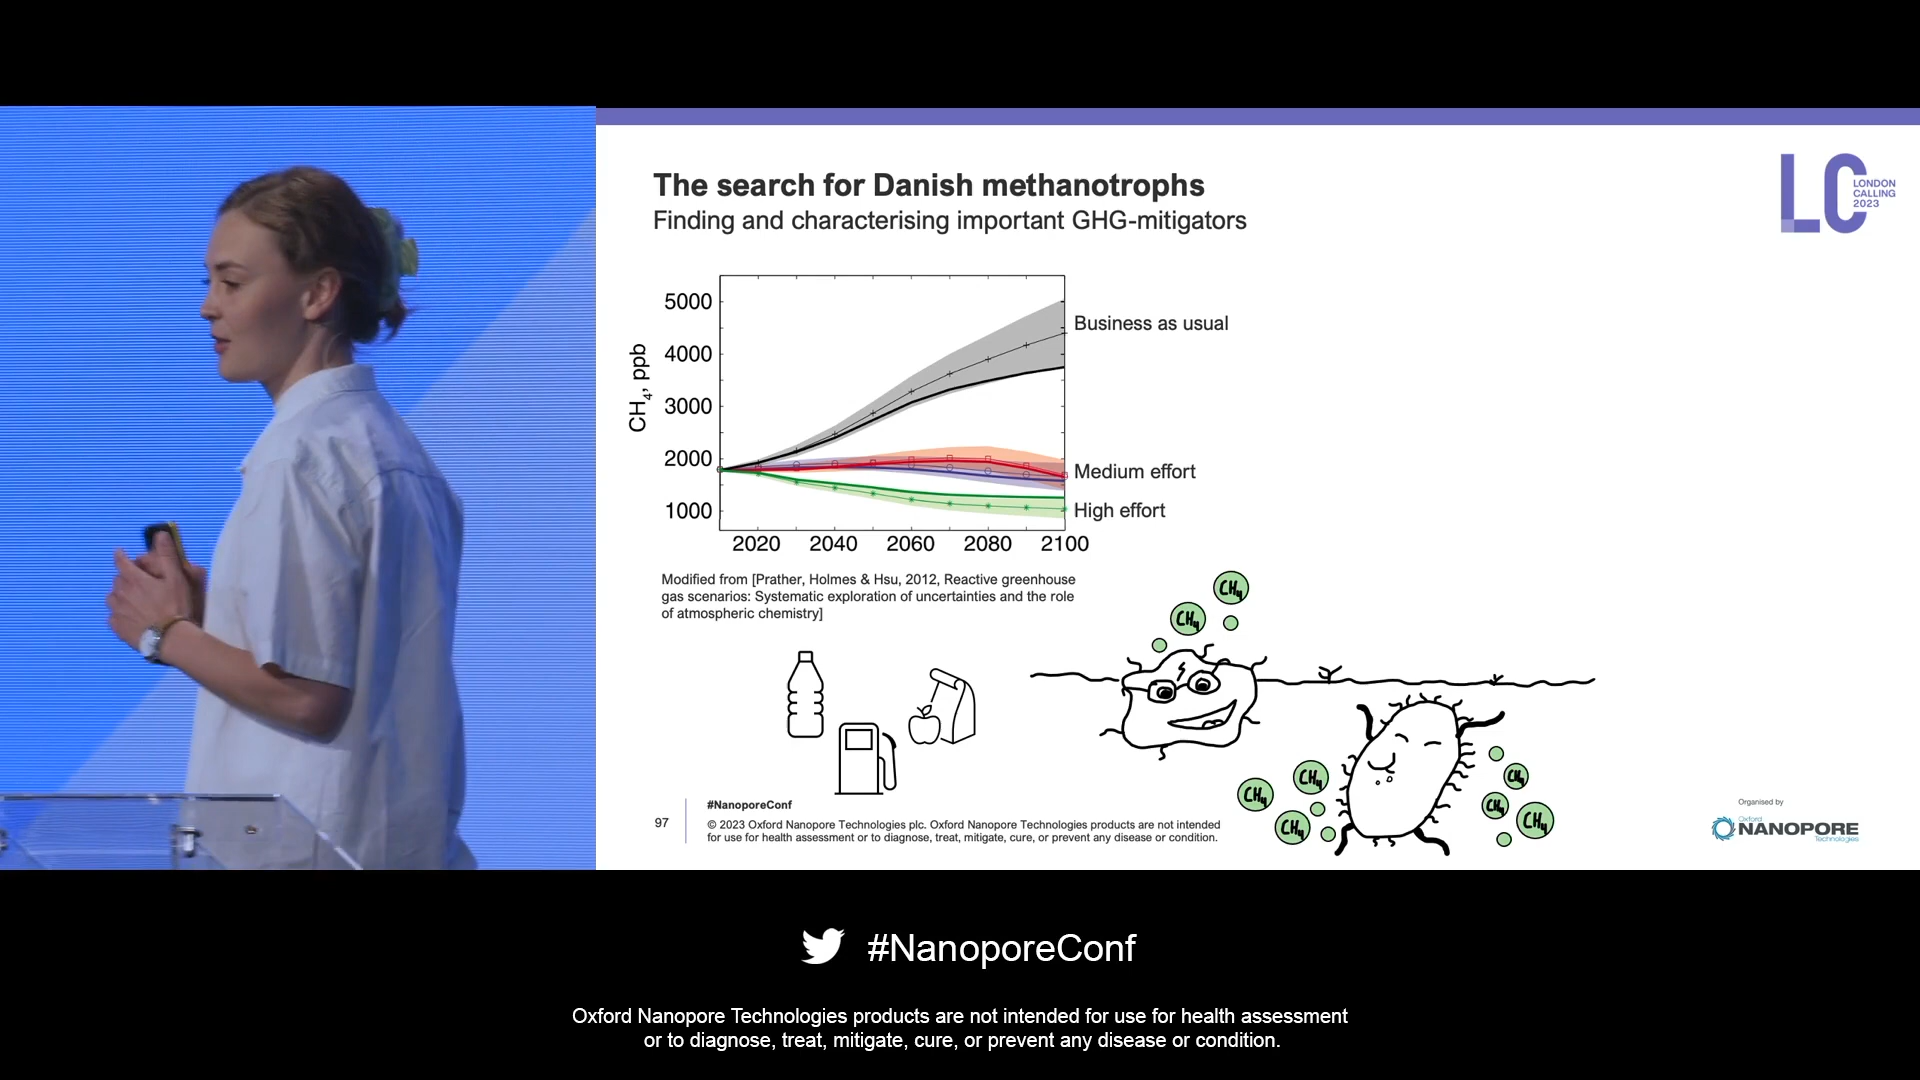 The search for Danish methanotrophs
Finding and characterising important GHG-mitigators
LC
LONDON
CALLING
2023
CH4, ppb
5000
4000
3000
2000
1000
2020 2040 2060 2080 2100
Business as usual
Medium effort
High effort
Modified from [Prather, Holmes & Hsu, 2012, Reactive greenhouse
gas scenarios: Systematic exploration of uncertainties and the role
of atmospheric chemistry]
CH4
CH4
CH4
CH4
CH4
CH4
CH4
CH4
97
#NanoporeConf
© 2023 Oxford Nanopore Technologies plc. Oxford Nanopore Technologies products are not intended
for use for health assessment or to diagnose, treat, mitigate, cure, or prevent any disease or condition.
Organised by
Oxford
NANOPORE
Technologies
#NanoporeConf
Oxford Nanopore Technologies products are not intended for use for health assessment
or to diagnose, treat, mitigate, cure, or prevent any disease or condition.